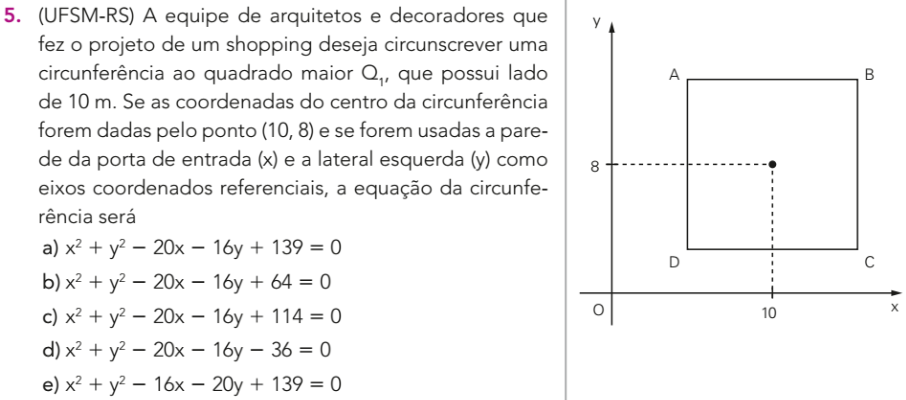 5. (UFSM-RS) A equipe de arquitetos e decoradores que
fez o projeto de um shopping deseja circunscrever uma
circunferência ao quadrado maior Q₁, que possui lado
de 10 m. Se as coordenadas do centro da circunferência
forem dadas pelo ponto (10, 8) e se forem usadas a pare-
de da porta de entrada (x) e a lateral esquerda (y) como
eixos coordenados referenciais, a equação da circunfe-
rência será
a) x² + y² − 20x − 16y + 139 = 0
b) x² + y² − 20x − 16y + 64 = 0
c) x² + y² − 20x − 16y + 114 = 0
d) x² + y² − 20x − 16y − 36 = 0
e) x² + y² − 16x − 20y + 139 = 0
y
A B
8
D C
O 10 x